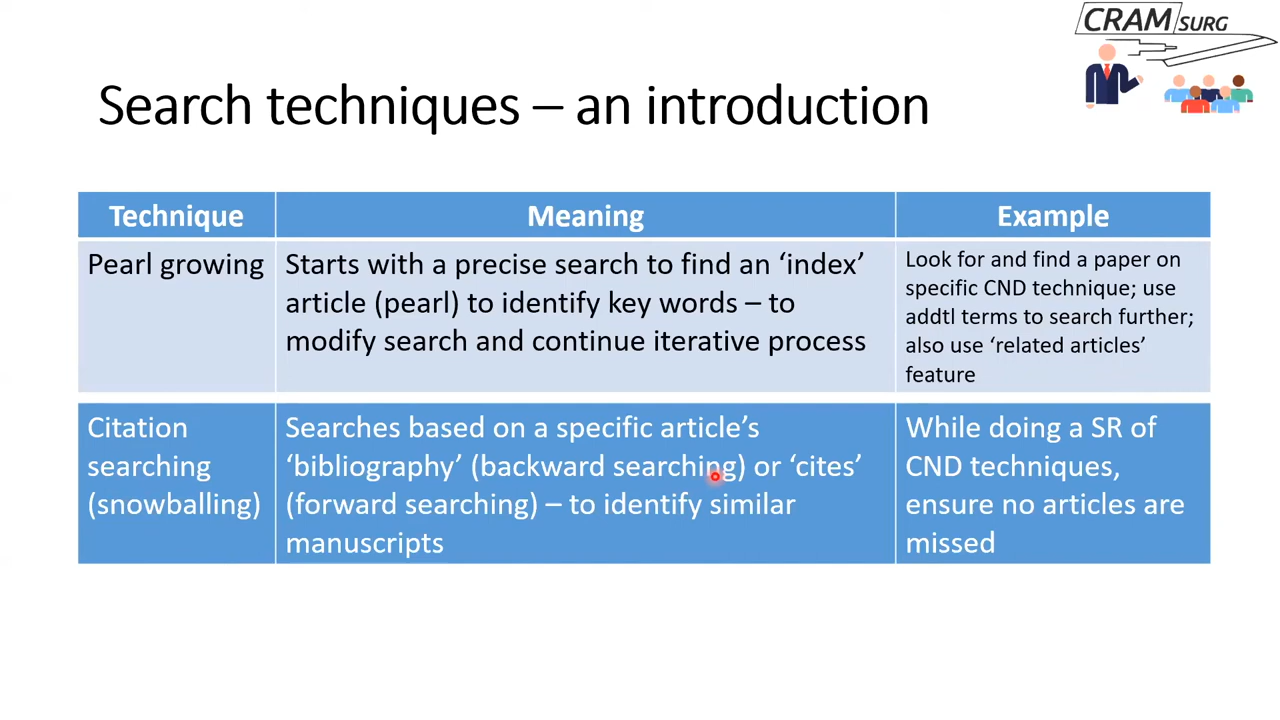 CRAM SURG
Search techniques – an introduction
Technique
Meaning
Example
Pearl growing
Starts with a precise search to find an ‘index’
article (pearl) to identify key words – to
modify search and continue iterative process
Look for and find a paper on
specific CND technique; use
addtl terms to search further;
also use ‘related articles’
feature
Citation
searching
(snowballing)
Searches based on a specific article’s
‘bibliography’ (backward searching) or ‘cites’
(forward searching) – to identify similar
manuscripts
While doing a SR of
CND techniques,
ensure no articles are
missed